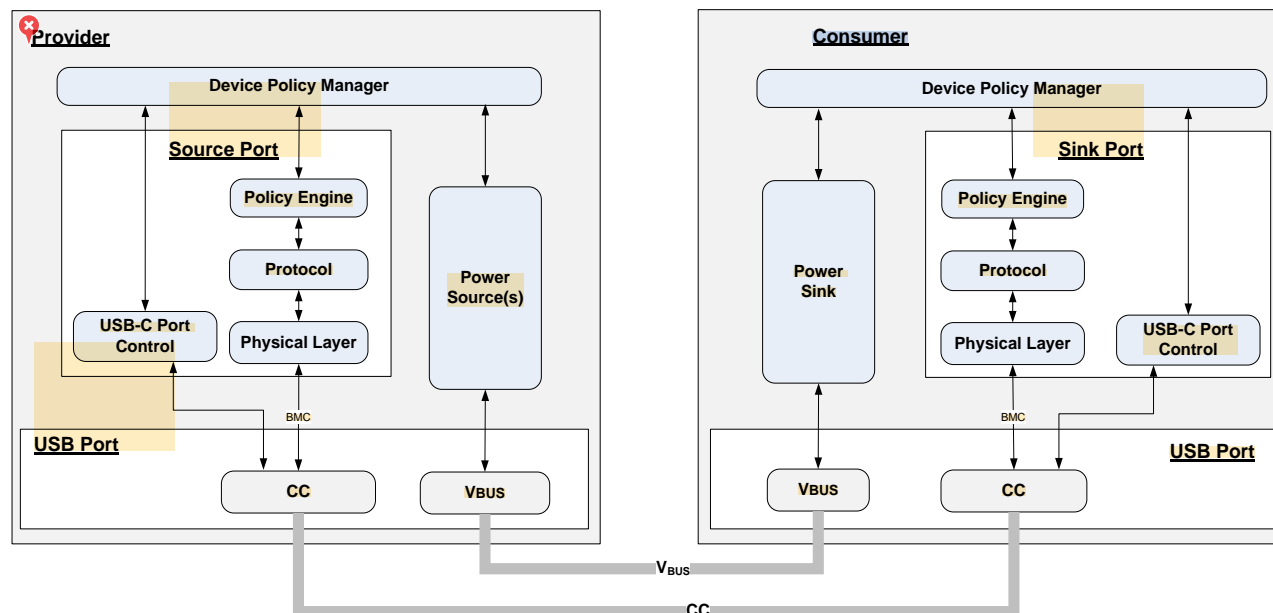 Provider
Device Policy Manager
Source Port
Policy Engine
Protocol
Physical Layer
USB-C Port
Control
Power
Source(s)
BMC
USB Port
CC
VBUS
Consumer
Device Policy Manager
Sink Port
Power
Sink
Policy Engine
Protocol
Physical Layer
USB-C Port
Control
BMC
USB Port
VBUS
CC
VBUS
CC